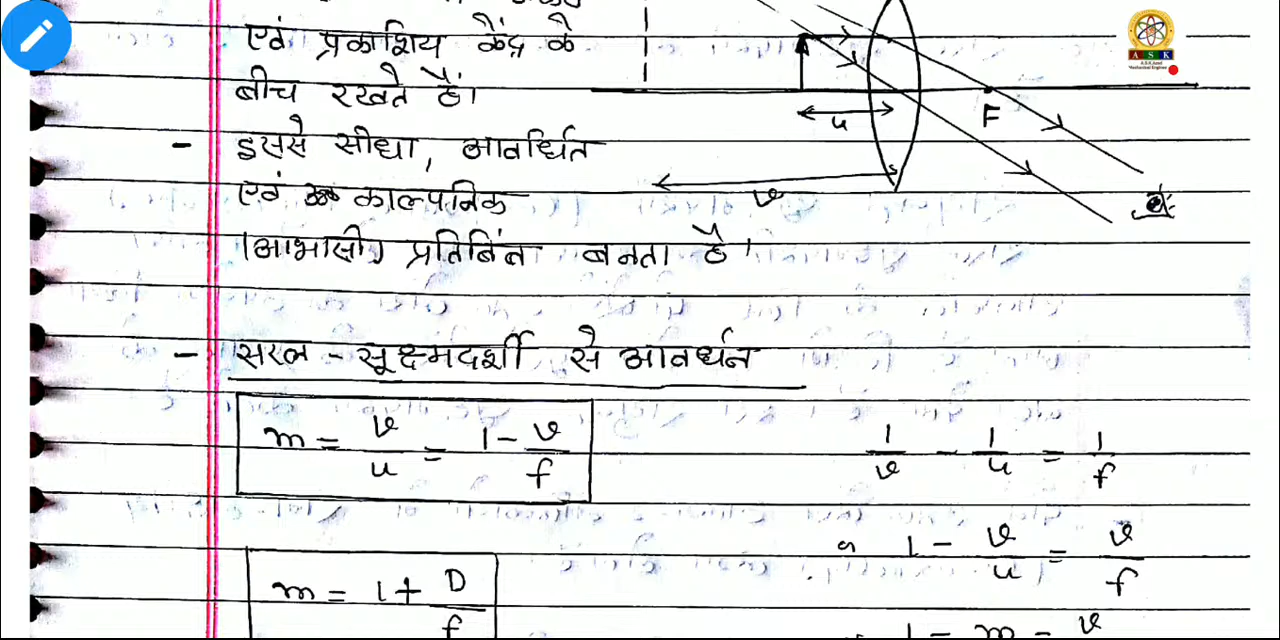 एवं प्रकाशिय केंद्र के
बीच रखते हैं।
- इससे सीधा, आवर्धित
एवं काल्पनिक
(आभासी) प्रतिबिंब बनता है।
u
F
v
- सरल - सूक्ष्मदर्शी से आवर्धन
m = v/u = 1 - v/f
1/v - 1/u = 1/f
1 - v/u = v/f
m = 1 + D/f
1 - m = v
A S K